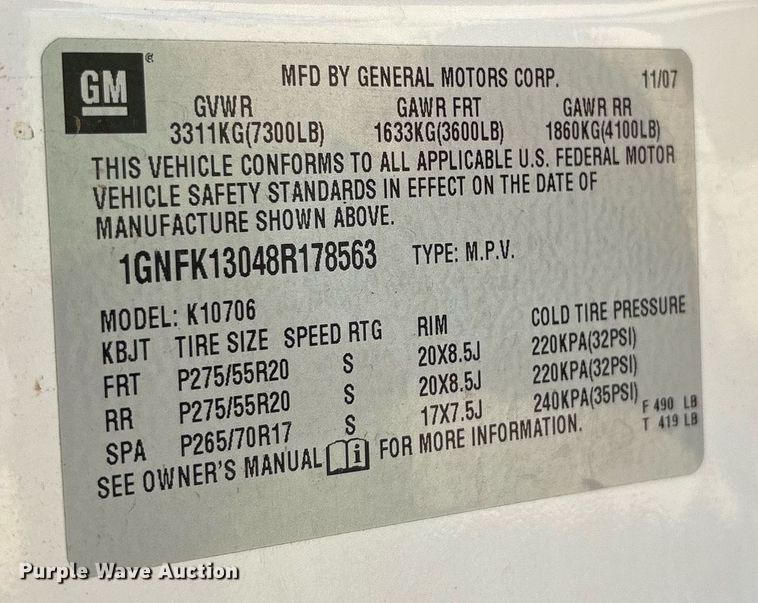 GM ®
MFD BY GENERAL MOTORS CORP. 11/07
GVWR GAWR FRT GAWR RR
3311KG(7300LB) 1633KG(3600LB) 1860KG(4100LB)
THIS VEHICLE CONFORMS TO ALL APPLICABLE U.S. FEDERAL MOTOR
VEHICLE SAFETY STANDARDS IN EFFECT ON THE DATE OF
MANUFACTURE SHOWN ABOVE.
1GNFK13048R178563 TYPE: M.P.V.
MODEL: K10706
KBJT TIRE SIZE SPEED RTG RIM COLD TIRE PRESSURE
FRT P275/55R20 S 20X8.5J 220KPA(32PSI)
RR P275/55R20 S 20X8.5J 220KPA(32PSI)
SPA P265/70R17 S 17X7.5J 240KPA(35PSI) F 490 LB
T 419 LB
SEE OWNER'S MANUAL i FOR MORE INFORMATION.
Purple Wave Auction